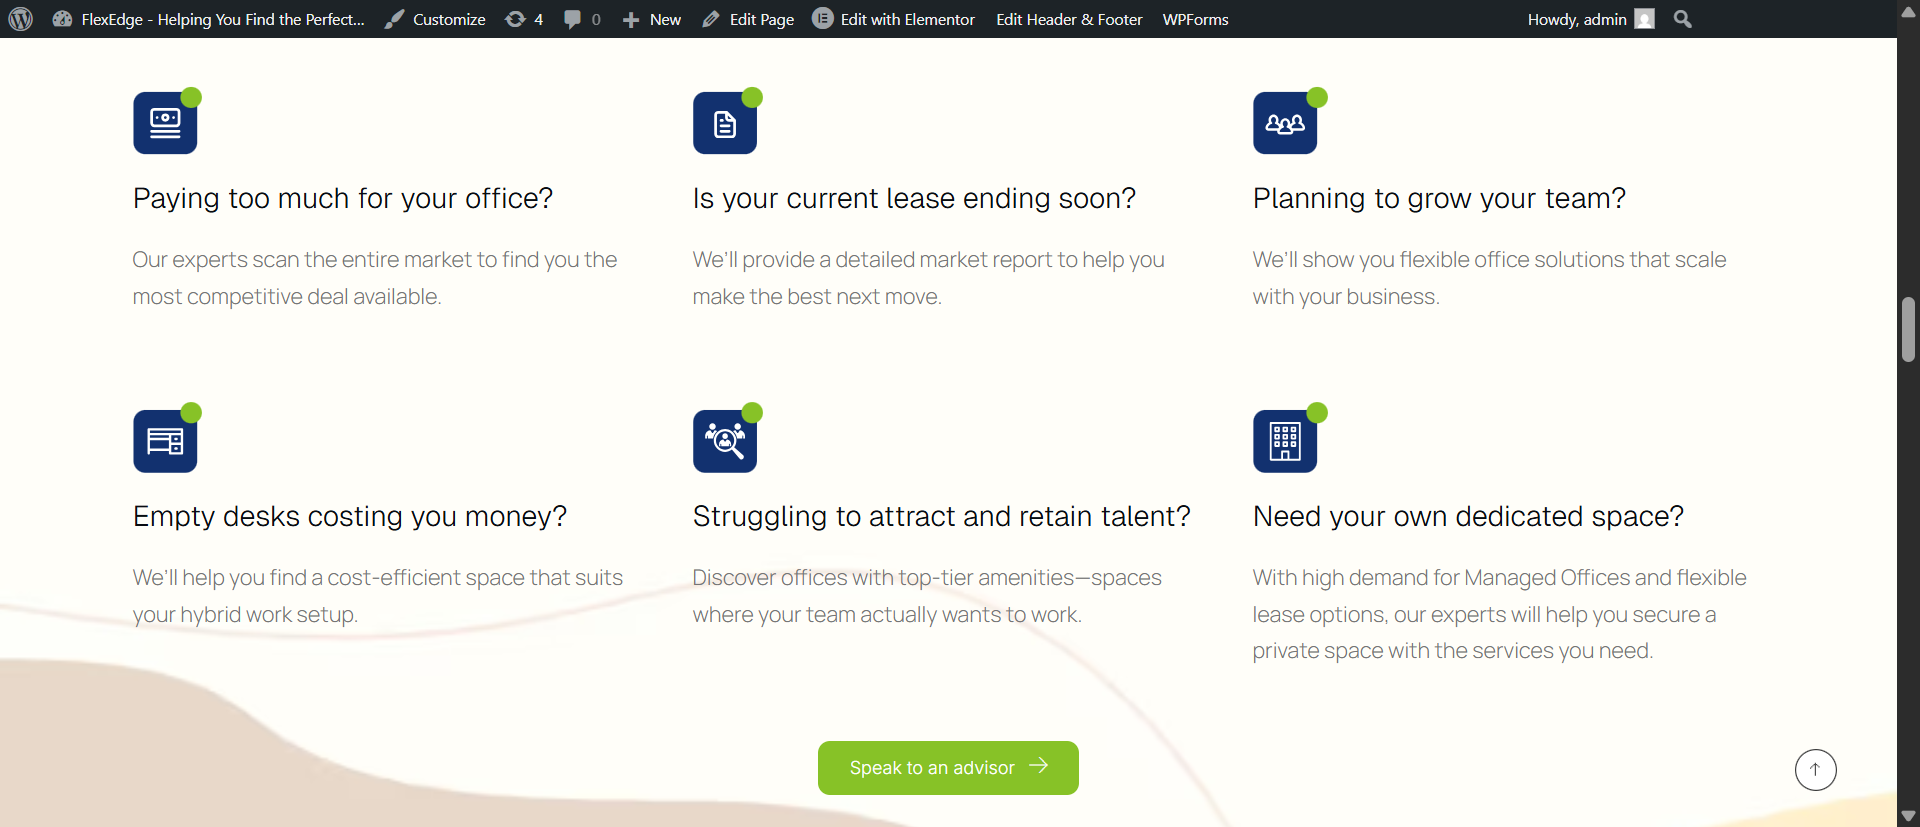 FlexEdge - Helping You Find the Perfect...
Customize
4
0
New
Edit Page
Edit with Elementor
Edit Header & Footer
WPForms
Howdy, admin
Paying too much for your office?
Our experts scan the entire market to find you the
most competitive deal available.
Is your current lease ending soon?
We'll provide a detailed market report to help you
make the best next move.
Planning to grow your team?
We'll show you flexible office solutions that scale
with your business.
Empty desks costing you money?
We'll help you find a cost-efficient space that suits
your hybrid work setup.
Struggling to attract and retain talent?
Discover offices with top-tier amenities—spaces
where your team actually wants to work.
Need your own dedicated space?
With high demand for Managed Offices and flexible
lease options, our experts will help you secure a
private space with the services you need.
Speak to an advisor